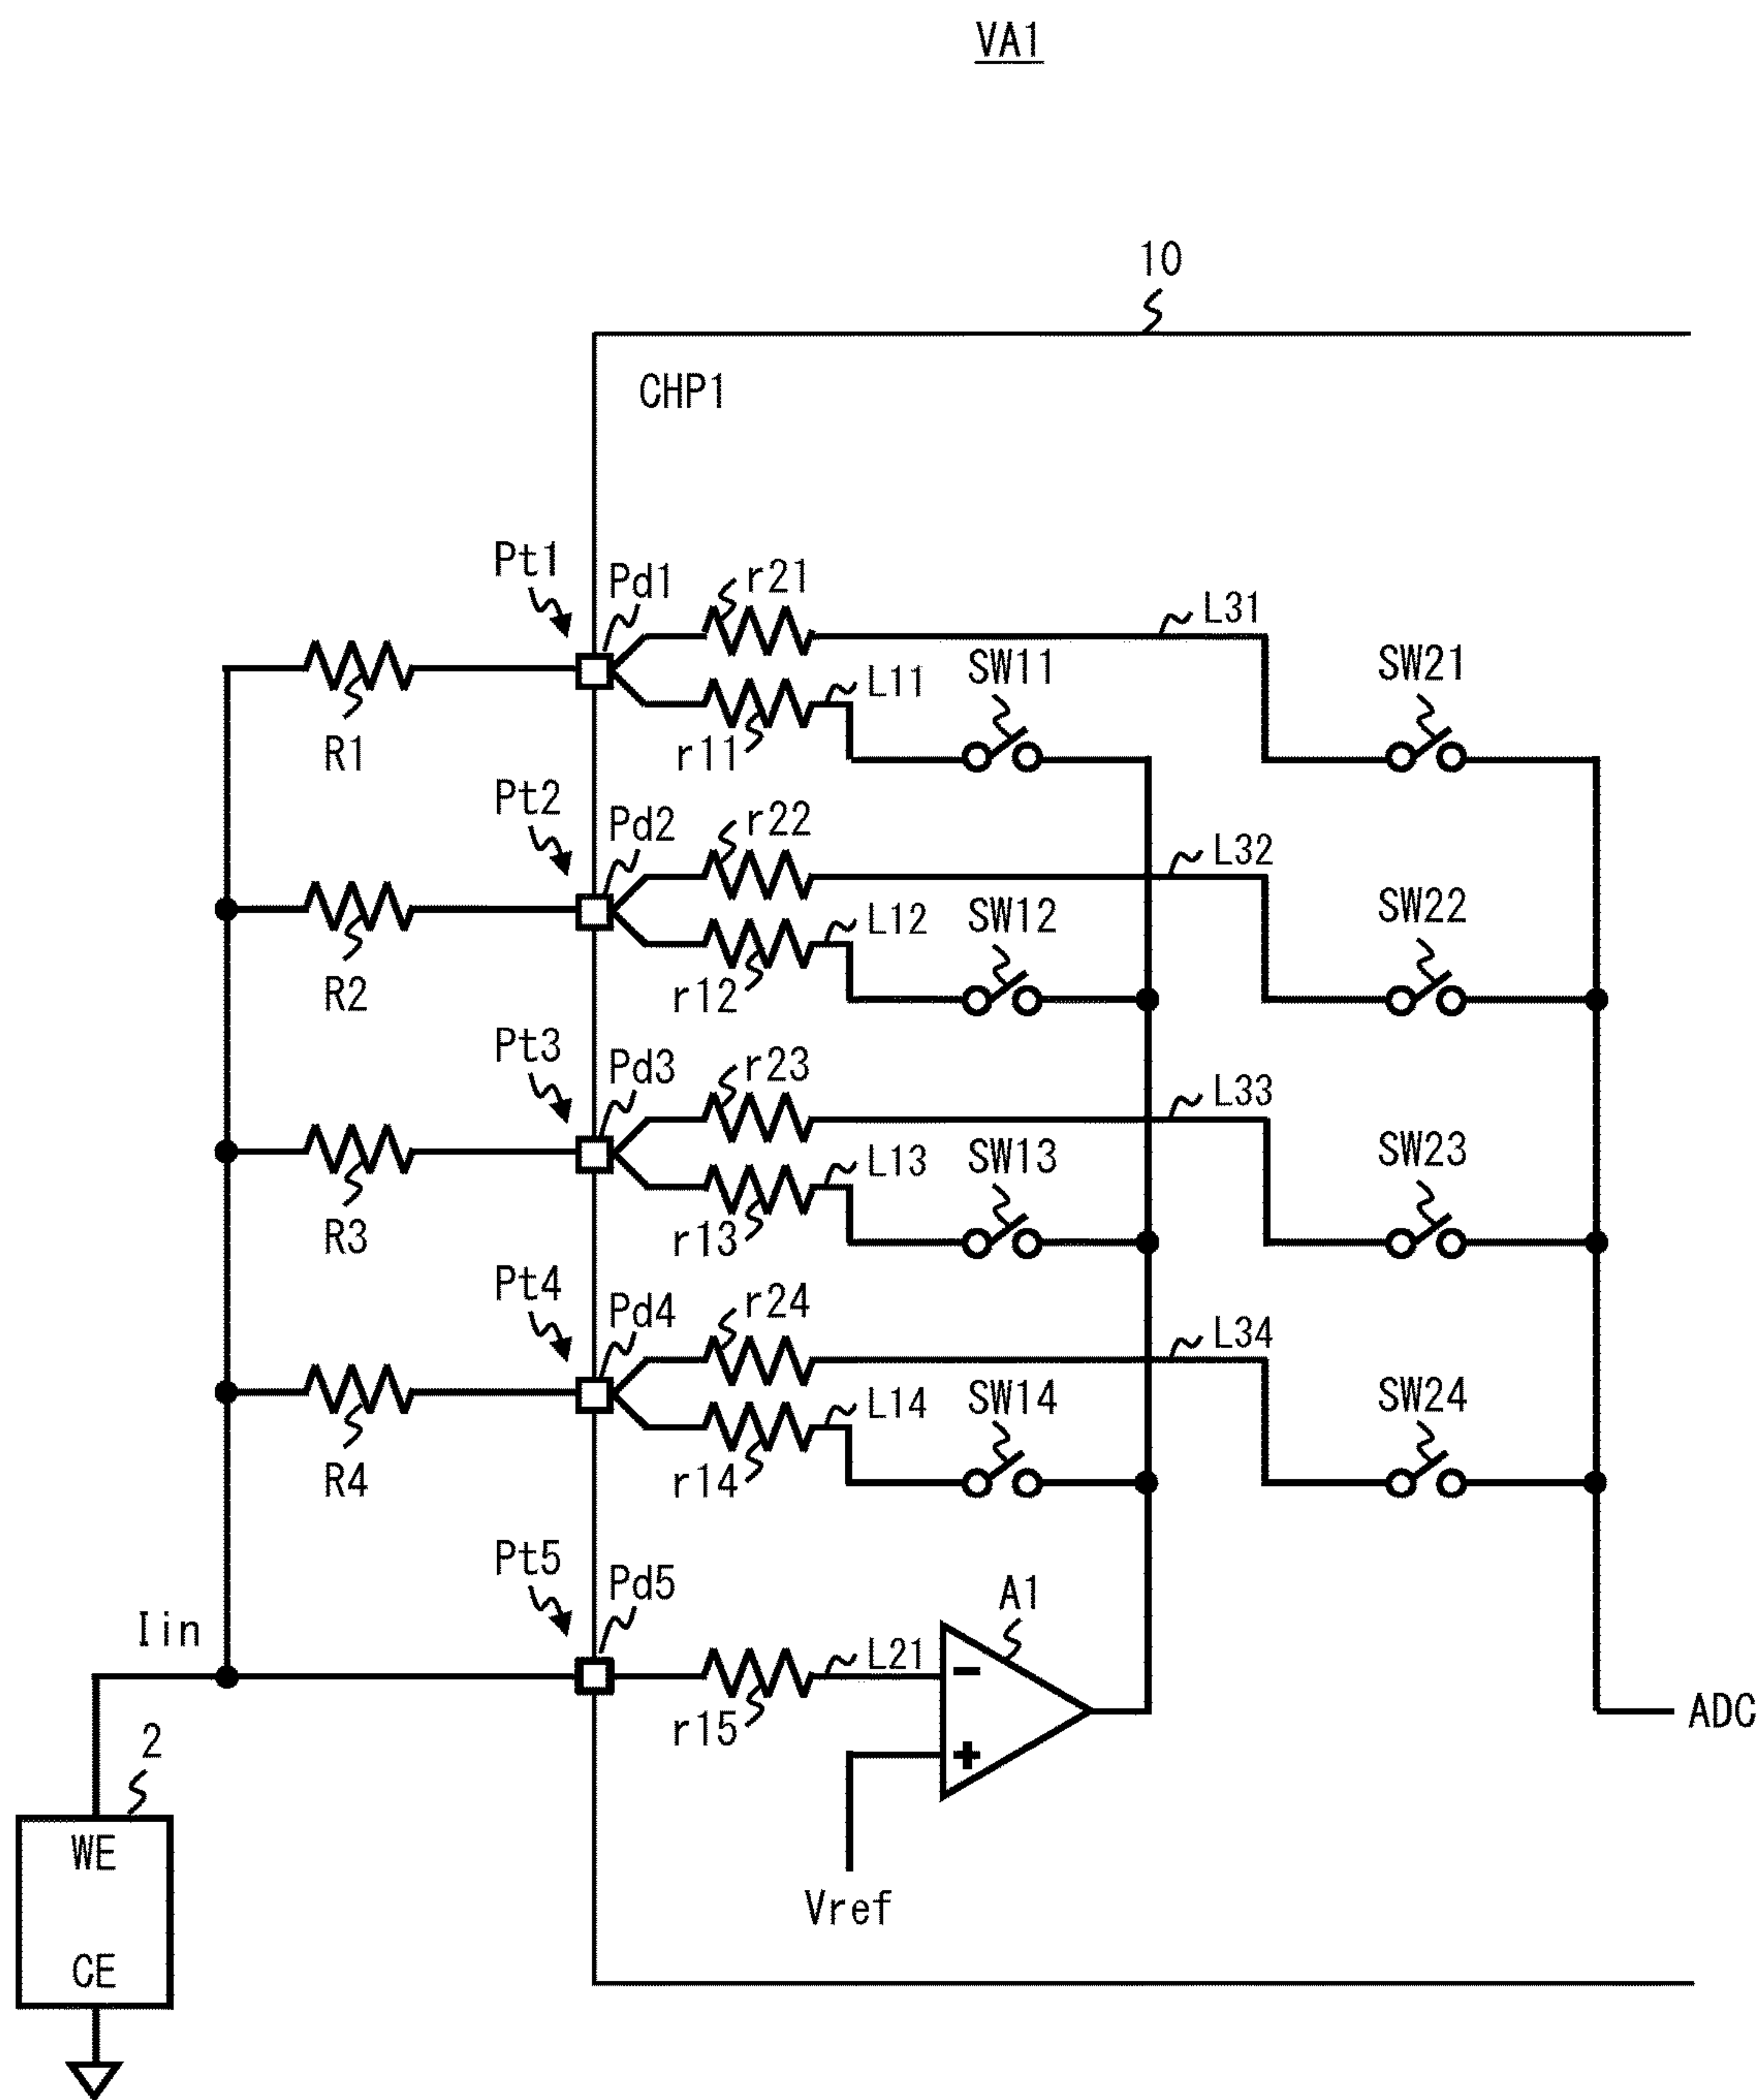 VA1
10
CHP1
Pt1
Pd1
r21
L31
R1
r11
L11
SW11
SW21
Pt2
Pd2
r22
L32
R2
r12
L12
SW12
SW22
Pt3
Pd3
r23
L33
R3
r13
L13
SW13
SW23
Pt4
Pd4
r24
L34
R4
r14
L14
SW14
SW24
Pt5
Pd5
A1
Iin
L21
−
r15
ADC
2
+
WE
Vref
CE